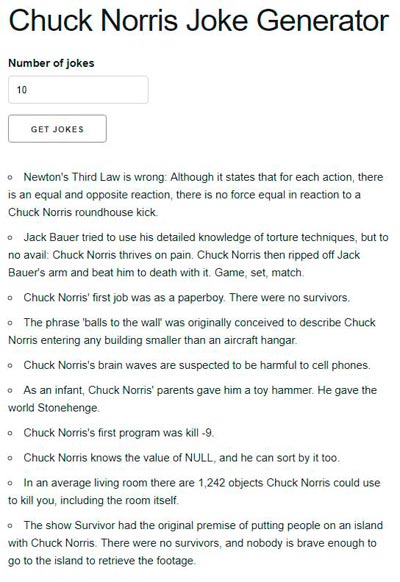 Chuck Norris Joke Generator
Number of jokes
10
GET JOKES
Newton's Third Law is wrong: Although it states that for each action, there
is an equal and opposite reaction, there is no force equal in reaction to a
Chuck Norris roundhouse kick.
Jack Bauer tried to use his detailed knowledge of torture techniques, but to
no avail: Chuck Norris thrives on pain. Chuck Norris then ripped off Jack
Bauer's arm and beat him to death with it. Game, set, match.
Chuck Norris' first job was as a paperboy. There were no survivors.
The phrase 'balls to the wall' was originally conceived to describe Chuck
Norris entering any building smaller than an aircraft hangar.
Chuck Norris's brain waves are suspected to be harmful to cell phones.
As an infant, Chuck Norris' parents gave him a toy hammer. He gave the
world Stonehenge.
Chuck Norris's first program was kill -9.
Chuck Norris knows the value of NULL, and he can sort by it too.
In an average living room there are 1,242 objects Chuck Norris could use
to kill you, including the room itself.
The show Survivor had the original premise of putting people on an island
with Chuck Norris. There were no survivors, and nobody is brave enough to
go to the island to retrieve the footage.